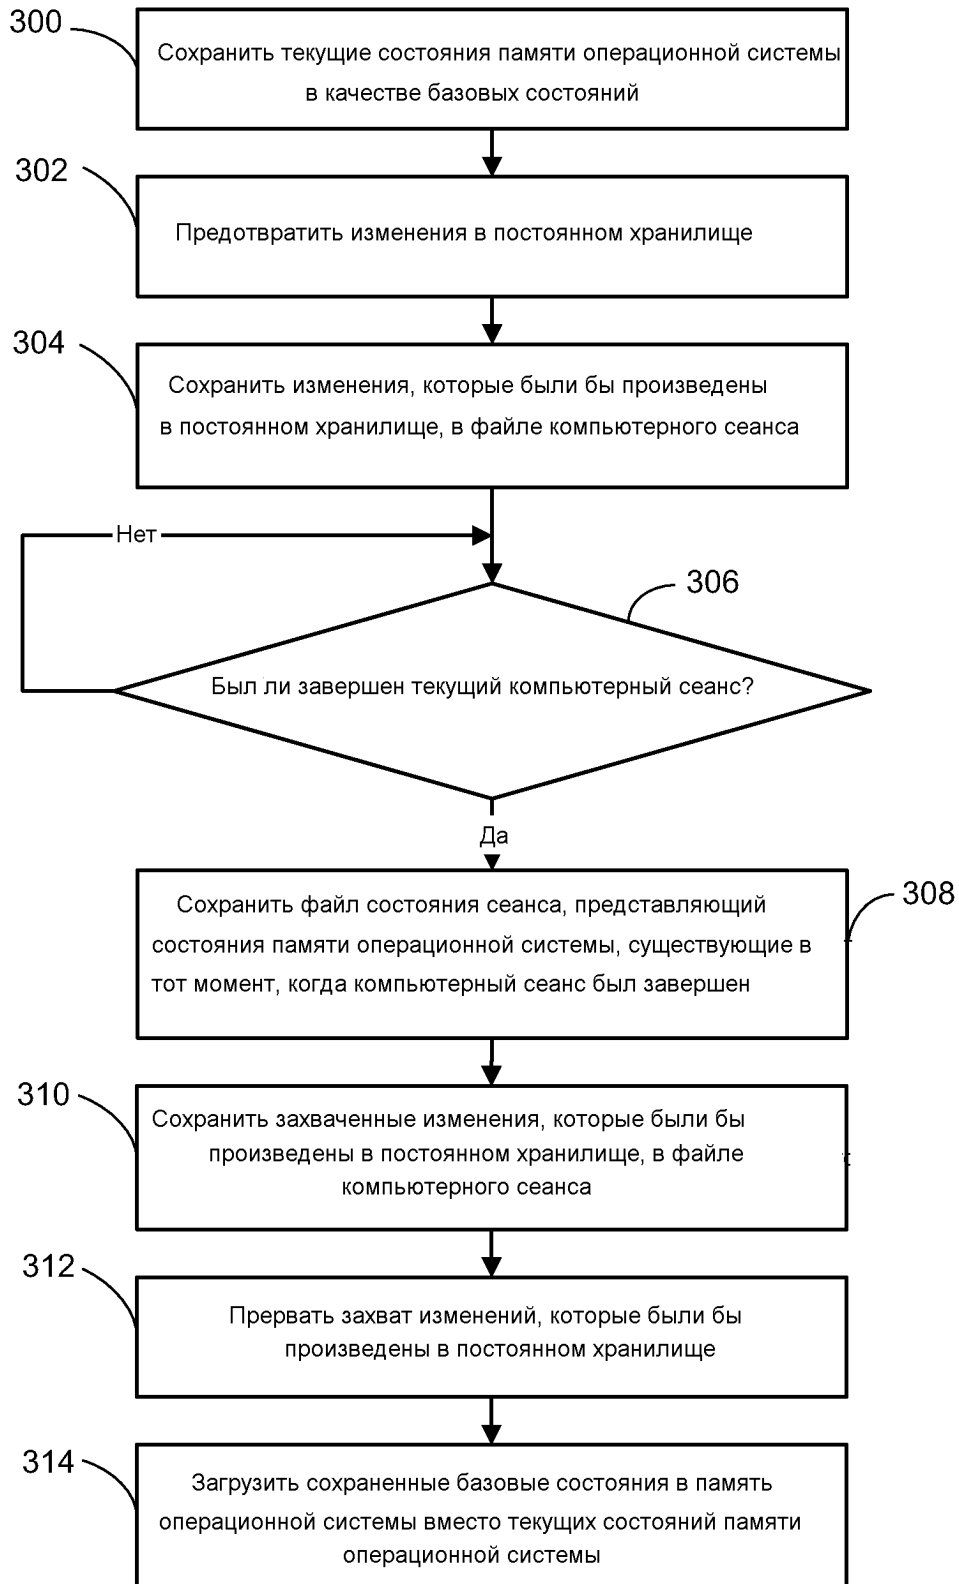 300
Сохранить текущие состояния памяти операционной системы
в качестве базовых состояний
302
Предотвратить изменения в постоянном хранилище
304
Сохранить изменения, которые были бы произведены
в постоянном хранилище, в файле компьютерного сеанса
Нет
306
Был ли завершен текущий компьютерный сеанс?
Да
308
Сохранить файл состояния сеанса, представляющий
состояния памяти операционной системы, существующие в
тот момент, когда компьютерный сеанс был завершен
310
Сохранить захваченные изменения, которые были бы
произведены в постоянном хранилище, в файле
компьютерного сеанса
312
Прервать захват изменений, которые были бы
произведены в постоянном хранилище
314
Загрузить сохраненные базовые состояния в память
операционной системы вместо текущих состояний памяти
операционной системы